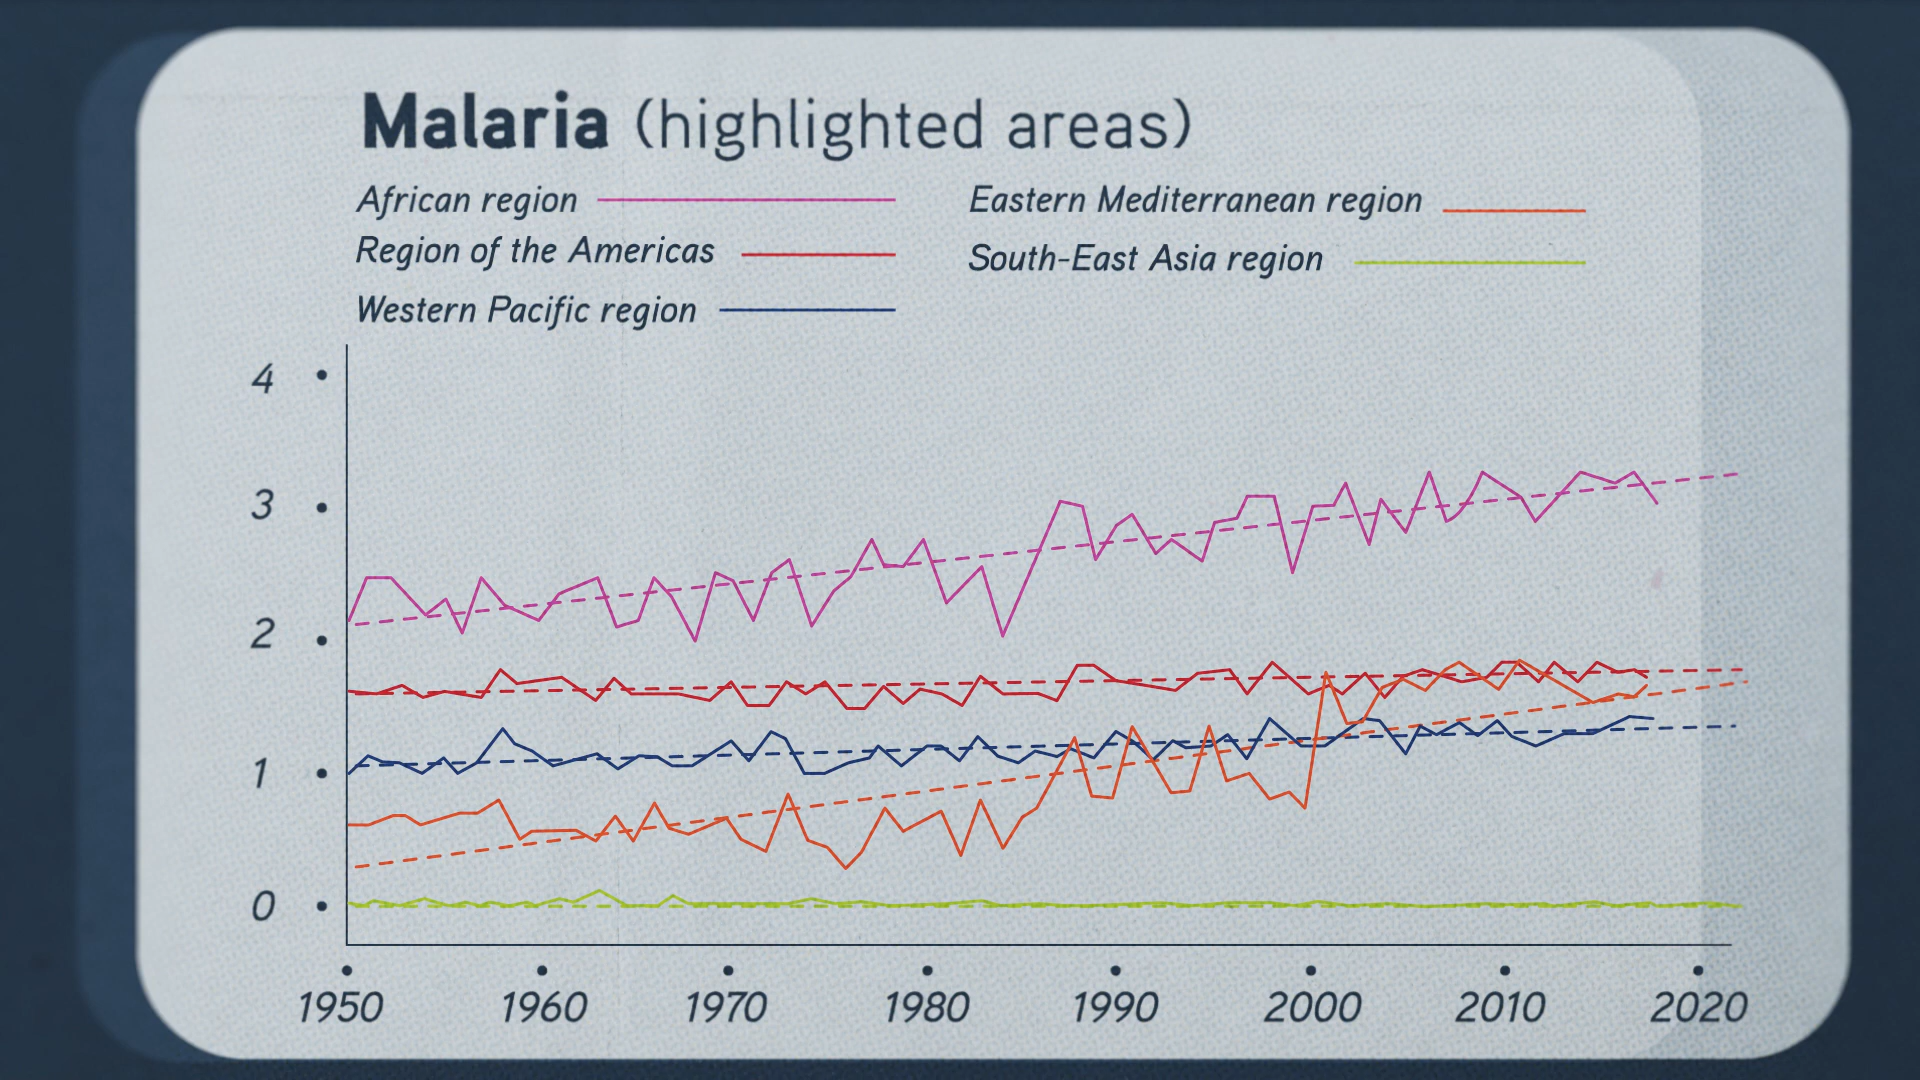 Malaria (highlighted areas)
African region
Eastern Mediterranean region
Region of the Americas
South-East Asia region
Western Pacific region
4
3
2
1
0
1950 1960 1970 1980 1990 2000 2010 2020